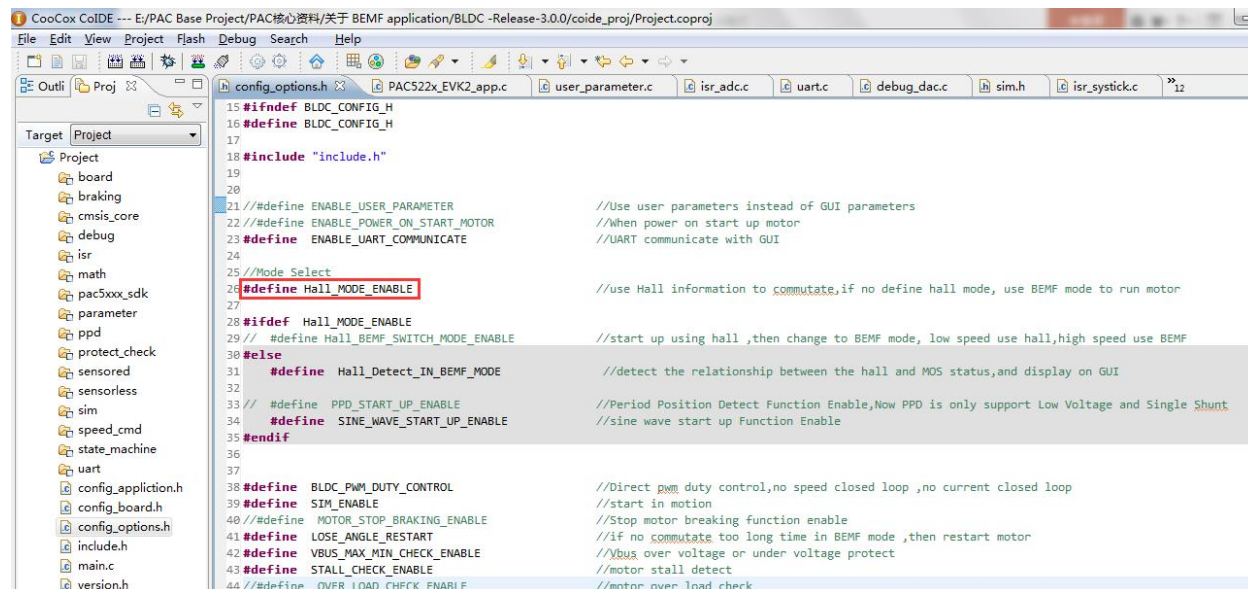 CooCox CoIDE --- E:/PAC Base Project/PAC核心资料/关于 BEMF application/BLDC -Release-3.0.0/coide_proj/Project.coproj
File Edit View Project Flash Debug Search Help
Outli Proj config_options.h PAC522x_EVK2_app.c user_parameter.c isr_adc.c uart.c debug_dac.c sim.h isr_systick.c »12
Target Project
Project
board
braking
cmsis_core
debug
isr
math
pac5xxx_sdk
parameter
ppd
protect_check
sensored
sensorless
sim
speed_cmd
state_machine
uart
config_appliction.h
config_board.h
config_options.h
include.h
main.c
version.h
15 #ifndef BLDC_CONFIG_H
16 #define BLDC_CONFIG_H
17
18 #include "include.h"
19
20
21 //#define ENABLE_USER_PARAMETER //Use user parameters instead of GUI parameters
22 //#define ENABLE_POWER_ON_START_MOTOR //When power on start up motor
23 #define ENABLE_UART_COMMUNICATE //UART communicate with GUI
24
25 //Mode Select
26 #define Hall_MODE_ENABLE //use Hall information to commutate,if no define hall mode, use BEMF mode to run motor
27
28 #ifdef Hall_MODE_ENABLE
29 // #define Hall_BEMF_SWITCH_MODE_ENABLE //start up using hall ,then change to BEMF mode, low speed use hall,high speed use BEMF
30 #else
31 #define Hall_Detect_IN_BEMF_MODE //detect the relationship between the hall and MOS status,and display on GUI
32
33 // #define PPD_START_UP_ENABLE //Period Position Detect Function Enable,Now PPD is only support Low Voltage and Single Shunt
34 #define SINE_WAVE_START_UP_ENABLE //sine wave start up Function Enable
35 #endif
36
37
38 #define BLDC_PWM_DUTY_CONTROL //Direct pwm duty control,no speed closed loop ,no current closed loop
39 #define SIM_ENABLE //start in motion
40 //#define MOTOR_STOP_BRAKING_ENABLE //Stop motor breaking function enable
41 #define LOSE_ANGLE_RESTART //if no commutate too long time in BEMF mode ,then restart motor
42 #define VBUS_MAX_MIN_CHECK_ENABLE //Vbus over voltage or under voltage protect
43 #define STALL_CHECK_ENABLE //motor stall detect
44 //#define OVER_LOAD_CHECK_ENABLE //motor over load check